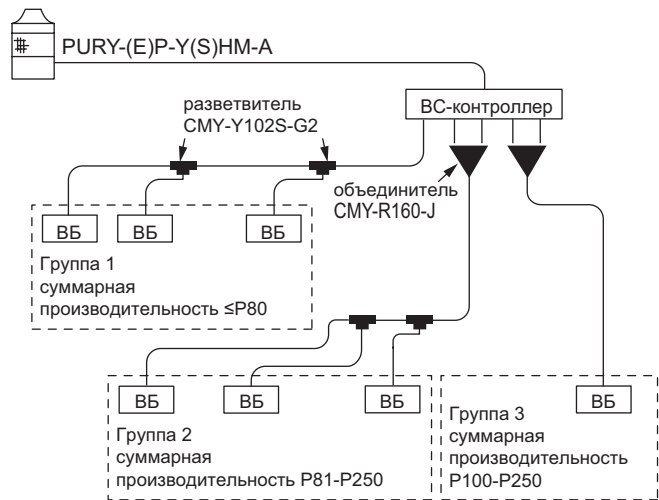 PURY-(E)P-Y(S)HM-A
BC-контроллер
разветвитель
CMY-Y102S-G2
объединитель
CMY-R160-J
ВБ
ВБ
ВБ
Группа 1
суммарная
производительность ≤P80
ВБ
ВБ
ВБ
Группа 2
суммарная
производительность P81-P250
ВБ
Группа 3
суммарная
производительность
P100-P250